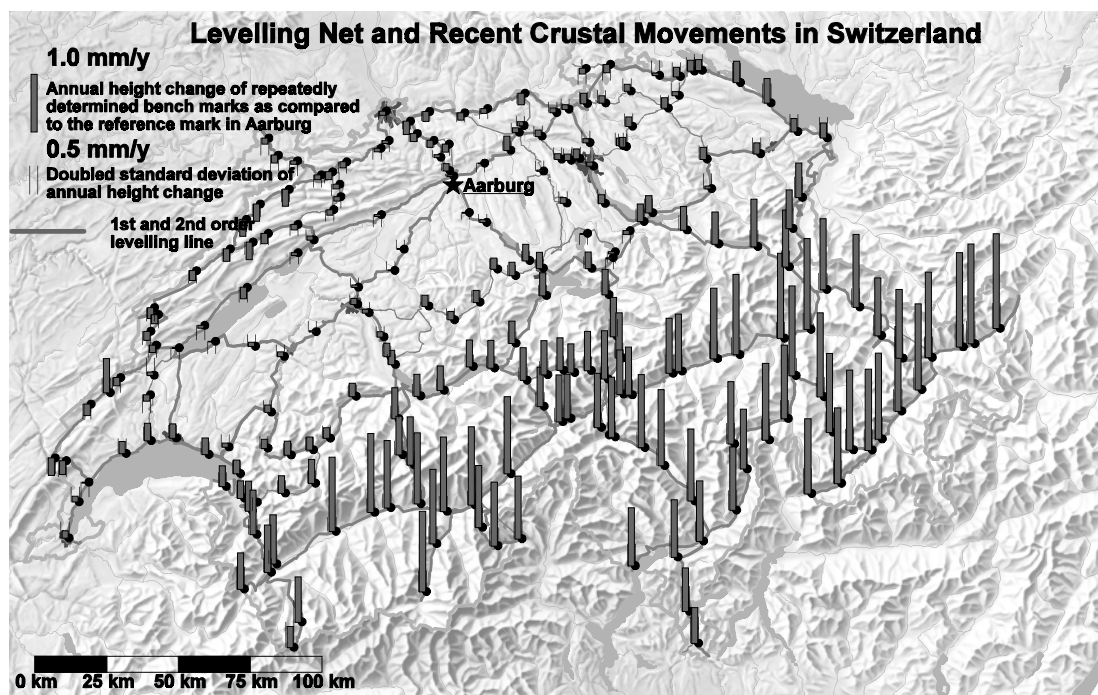 Levelling Net and Recent Crustal Movements in Switzerland
1.0 mm/y
Annual height change of repeatedly
determined bench marks as compared
to the reference mark in Aarburg
0.5 mm/y
Doubled standard deviation of
annual height change
1st and 2nd order
levelling line
Aarburg
0 km 25 km 50 km 75 km 100 km